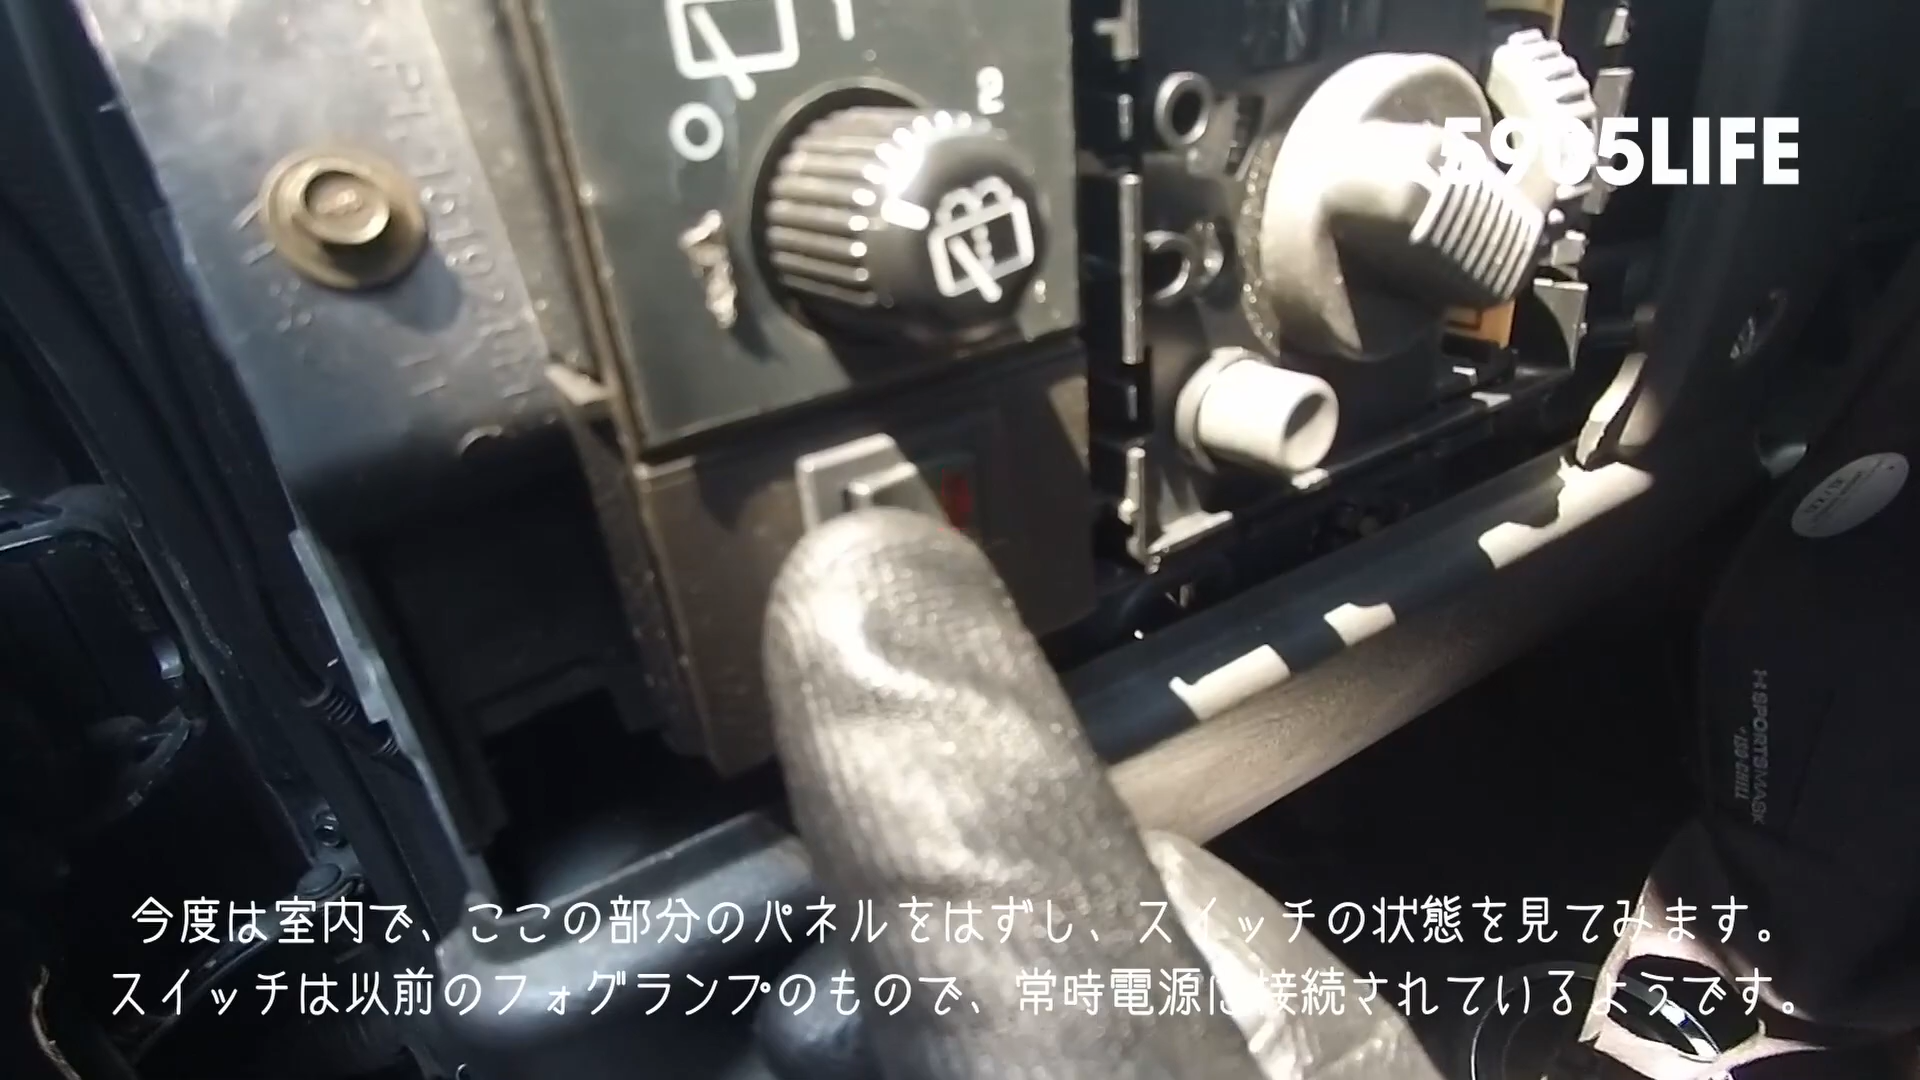 2
5905LIFE
H-SPORTSMASK
今度は室内で、ここの部分のパネルをはずし、スイッチの状態を見てみます。
スイッチは以前のフォグランプのもので、常時電源に接続されているようです。